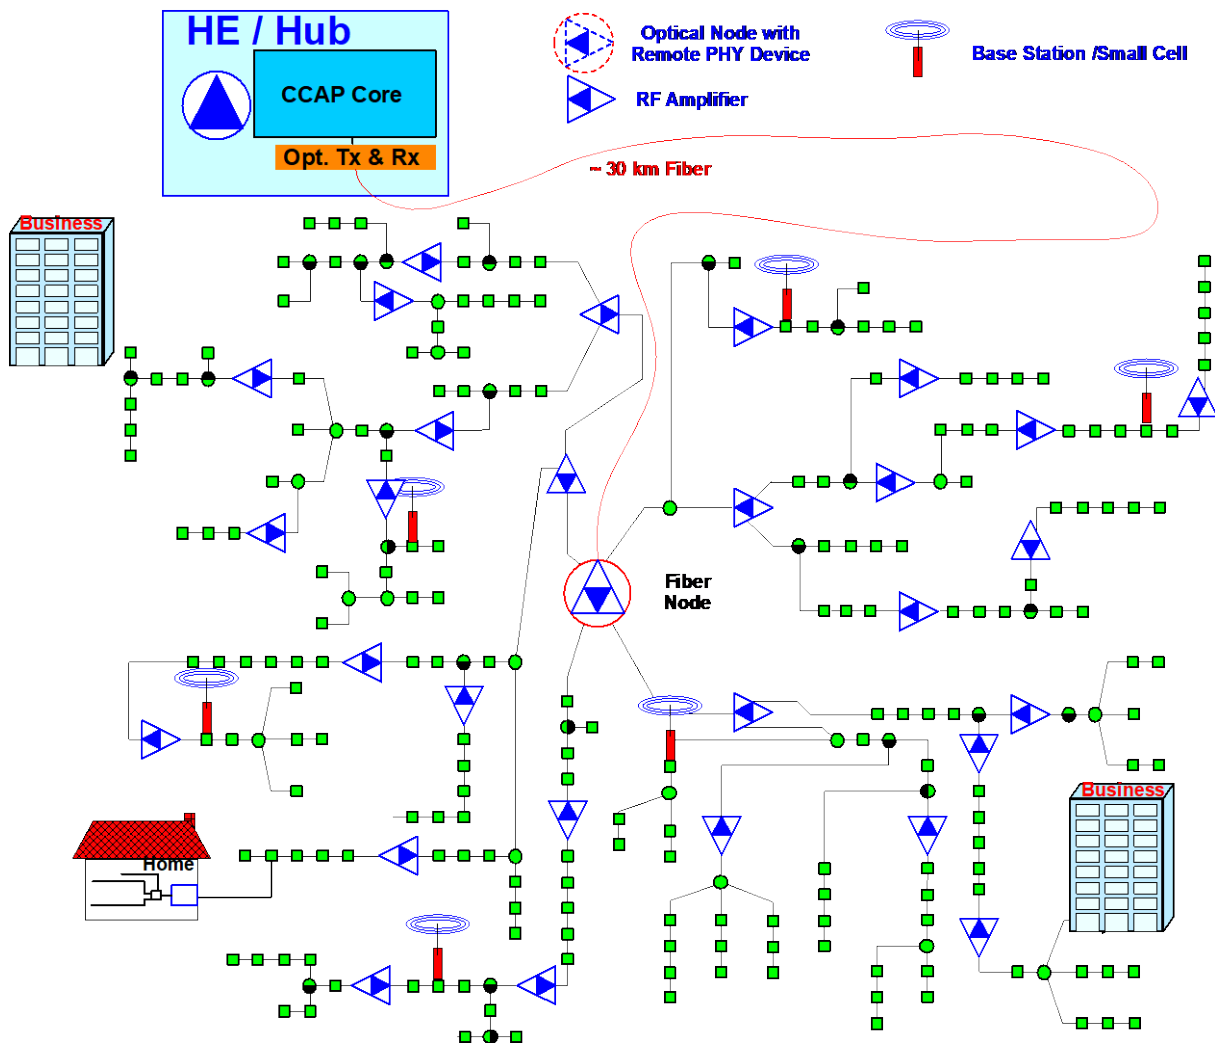 HE / Hub
CCAP Core
Opt. Tx & Rx
Optical Node with
Remote PHY Device
RF Amplifier
Base Station /Small Cell
~ 30 km Fiber
Business
Fiber
Node
Business
Home